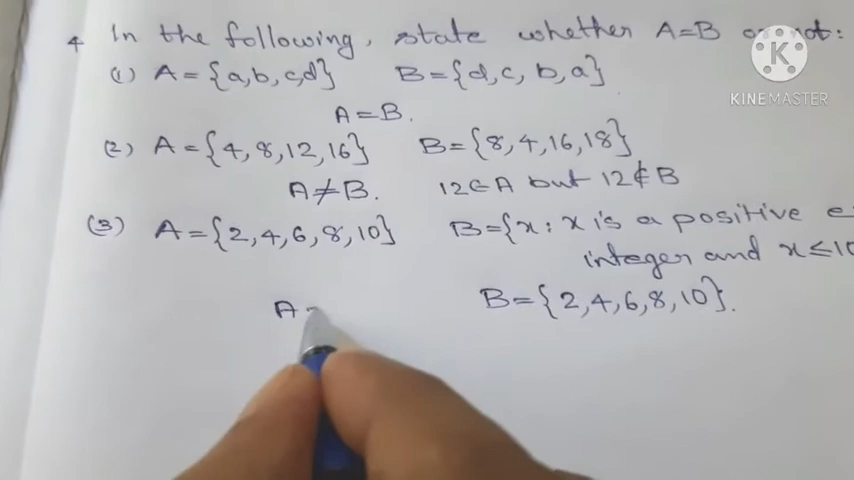 4 In the following, state whether A=B or not:
(1) A={a,b,c,d} B={d,c,b,a}
A=B.
(2) A={4,8,12,16} B={8,4,16,18}
A≠B. 12∈A but 12∉B
(3) A={2,4,6,8,10} B={x: x is a positive
integer and x≤10
A B={2,4,6,8,10}.
KINEMASTER